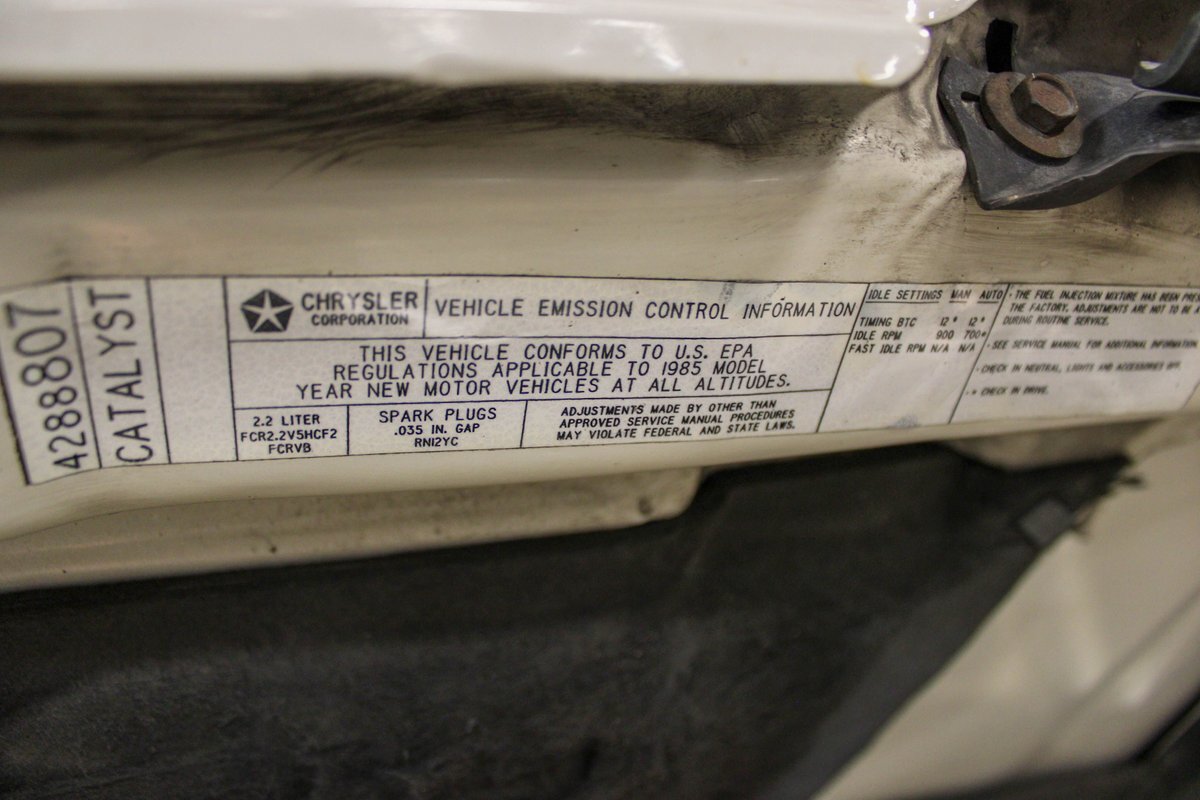 4288807
CATALYST
CHRYSLER
CORPORATION
VEHICLE EMISSION CONTROL INFORMATION
THIS VEHICLE CONFORMS TO U.S. EPA
REGULATIONS APPLICABLE TO 1985 MODEL
YEAR NEW MOTOR VEHICLES AT ALL ALTITUDES.
2.2 LITER
FCR2.2V5HCF2
FCRVB
SPARK PLUGS
.035 IN. GAP
RN12YC
ADJUSTMENTS MADE BY OTHER THAN
APPROVED SERVICE MANUAL PROCEDURES
MAY VIOLATE FEDERAL AND STATE LAWS.
IDLE SETTINGS MAN AUTO
TIMING BTC 12° 12°
IDLE RPM 900 700*
FAST IDLE RPM N/A N/A
· THE FUEL INJECTION MIXTURE HAS BEEN
THE FACTORY. ADJUSTMENTS ARE NOT TO BE
DURING ROUTINE SERVICE.
· SEE SERVICE MANUAL FOR ADDITIONAL INFORMATION
· CHECK IN NEUTRAL, LIGHTS AND ACCESSORIES OFF.
· * CHECK IN DRIVE.